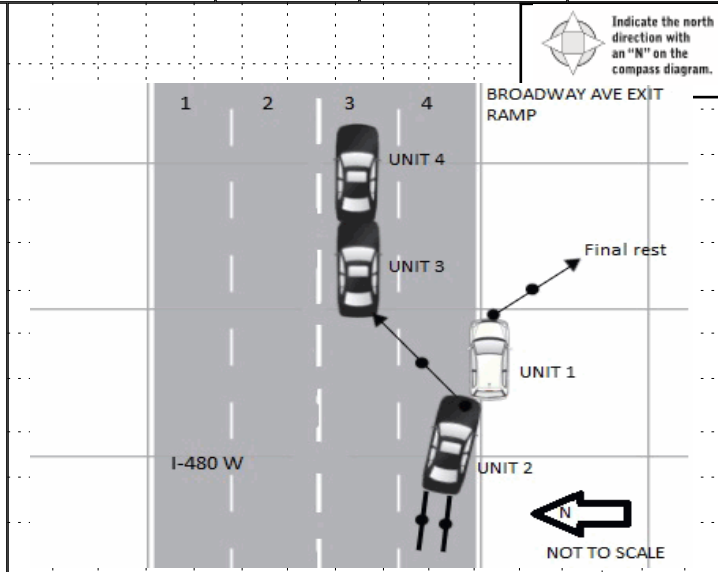 Indicate the north
direction with
an “N” on the
compass diagram.
BROADWAY AVE EXIT
RAMP
1 2 3 4
UNIT 4
Final rest
UNIT 3
UNIT 1
I-480 W
UNIT 2
N
NOT TO SCALE